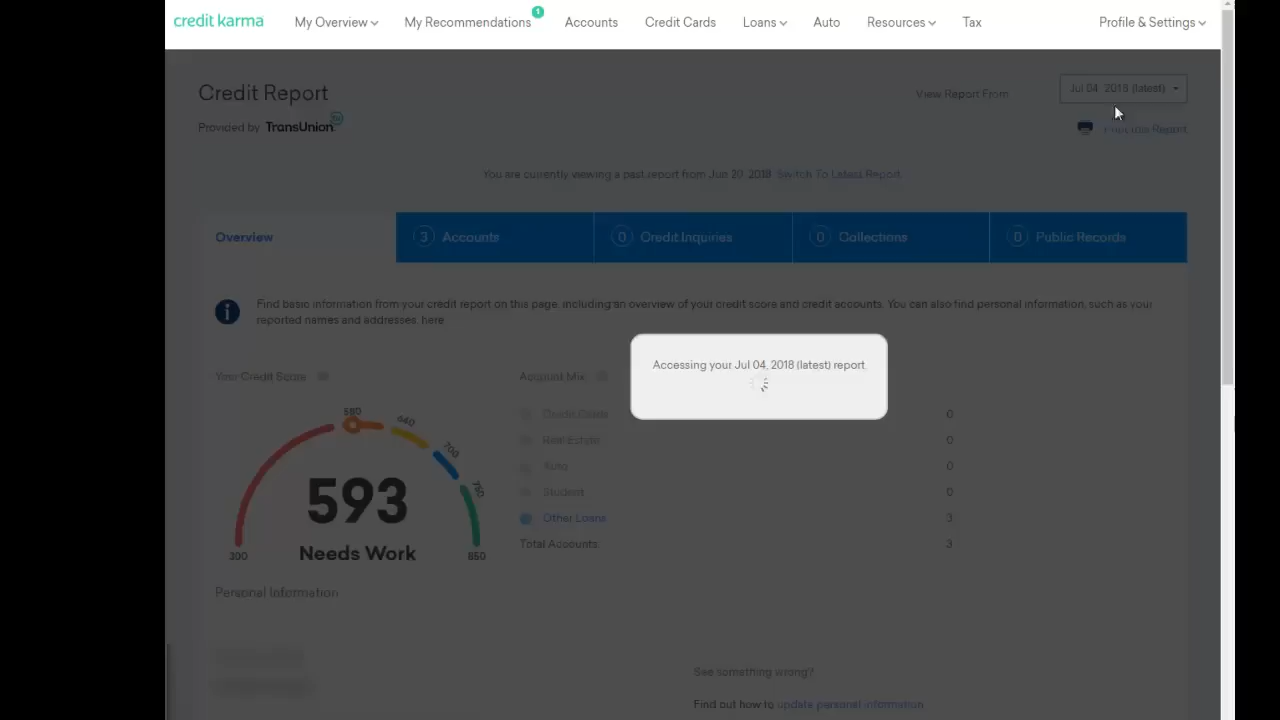 credit karma My Overview My Recommendations 1 Accounts Credit Cards Loans Auto Resources Tax Profile & Settings
Credit Report
View Report From Jul 04, 2018 (latest)
Provided by TransUnion
Report
You are currently viewing a past report from Jun 20, 2018 Switch To Latest Report
Overview 3 Accounts 0 Credit Inquiries 0 Collections 0 Public Records
Find basic information from your credit report on this page, including an overview of your credit score and credit accounts. You can also find personal information, such as your
reported names and addresses, here
Accessing your Jul 04, 2018 (latest) report.
Your Credit Score
580 640 700 750
593
300 Needs Work 850
Account Mix
Credit Cards 0
Real Estate 0
Auto 0
Student 0
Other Loans 3
Total Accounts: 3
Personal Information
See something wrong?
Find out how to update personal information